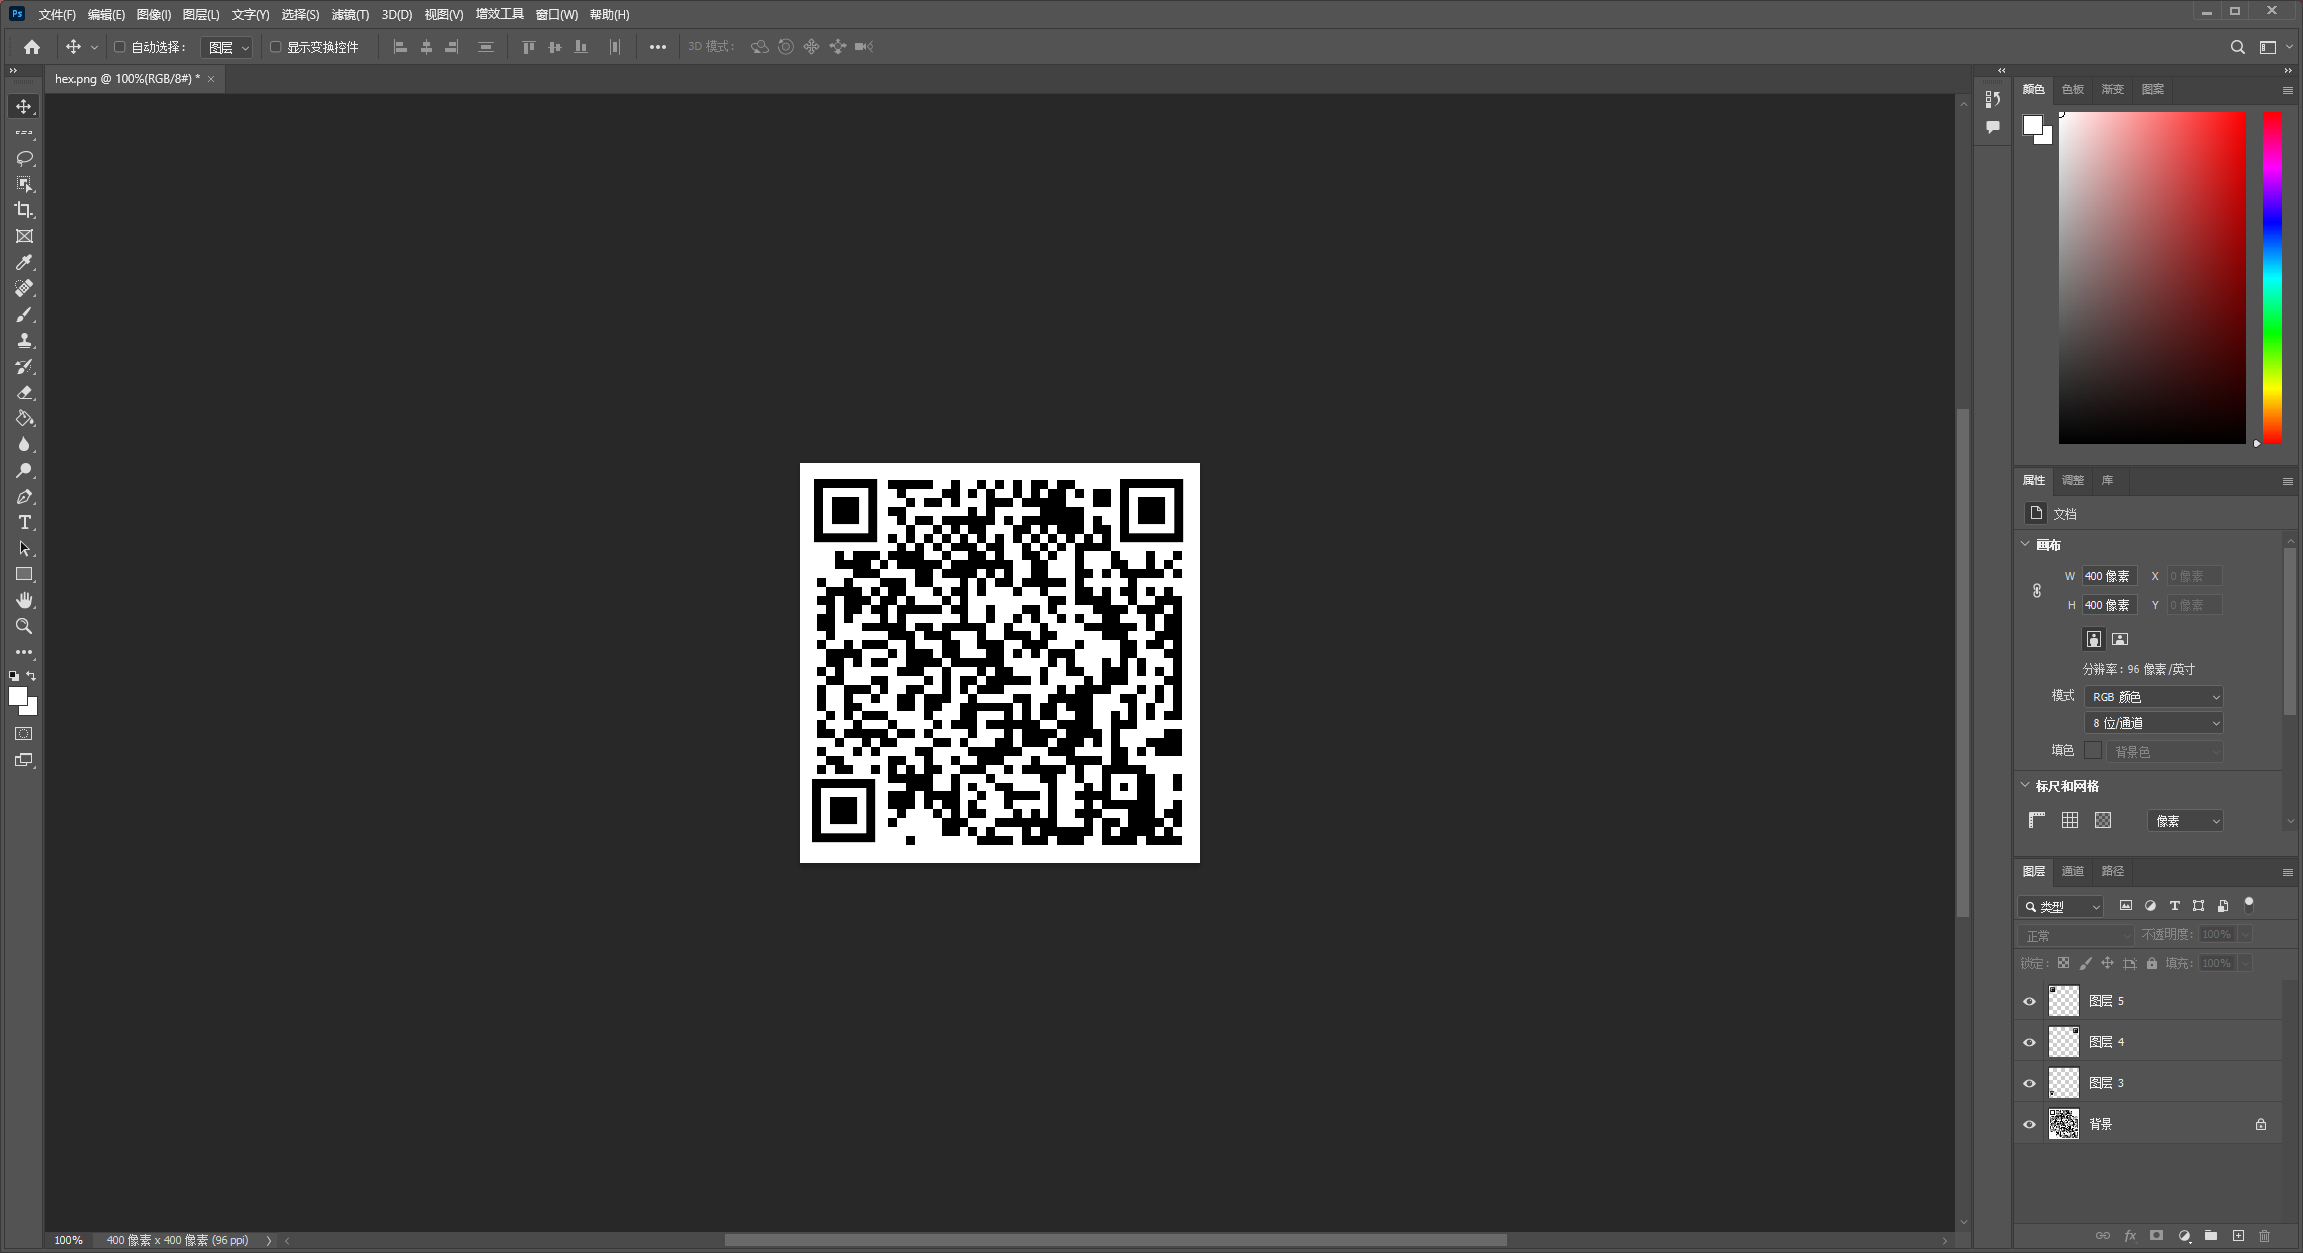 Ps 文件(F) 编辑(E) 图像(I) 图层(L) 文字(Y) 选择(S) 滤镜(T) 3D(D) 视图(V) 增效工具 窗口(W) 帮助(H)
自动选择： 图层 显示变换控件 3D 模式：
hex.png @ 100%(RGB/8#) * ×
颜色 色板 渐变 图案
属性 调整 库
文档
画布
W 400 像素 X 0 像素
H 400 像素 Y 0 像素
分辨率：96 像素/英寸
模式 RGB 颜色
8 位/通道
填色 背景色
标尺和网格
像素
图层 通道 路径
类型
正常 不透明度： 100%
锁定： 填充： 100%
图层 5
图层 4
图层 3
背景
fx
100% 400 像素 x 400 像素 (96 ppi)